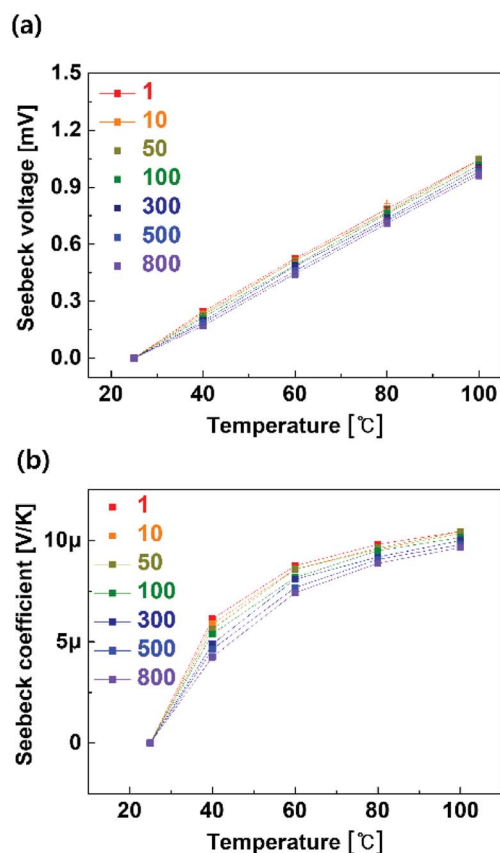 (a)
Seebeck voltage [mV]
1.5
1.2
0.9
0.6
0.3
0.0
1
10
50
100
300
500
800
20 40 60 80 100
Temperature [℃]
(b)
Seebeck coefficient [V/K]
10μ
5μ
0
1
10
50
100
300
500
800
20 40 60 80 100
Temperature [℃]